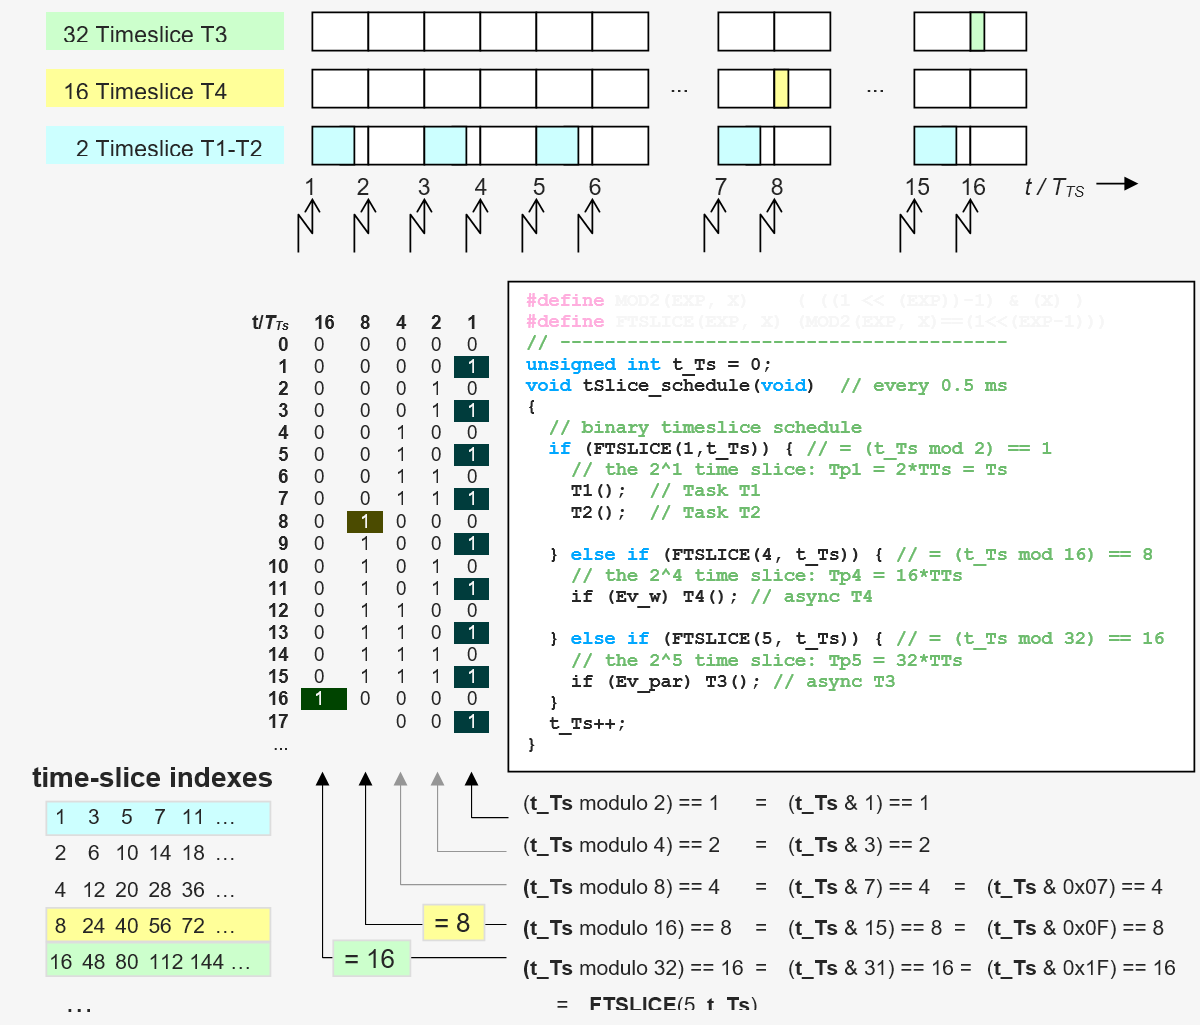 32 Timeslice T3
16 Timeslice T4
... ...
2 Timeslice T1-T2
1 2 3 4 5 6 7 8 15 16 t / TTS
t/TTs 16 8 4 2 1
0 0 0 0 0 0
1 0 0 0 0 1
2 0 0 0 1 0
3 0 0 0 1 1
4 0 0 1 0 0
5 0 0 1 0 1
6 0 0 1 1 0
7 0 0 1 1 1
8 0 1 0 0 0
9 0 1 0 0 1
10 0 1 0 1 0
11 0 1 0 1 1
12 0 1 1 0 0
13 0 1 1 0 1
14 0 1 1 1 0
15 0 1 1 1 1
16 1 0 0 0 0
17 0 0 1
...
#define MOD2(EXP, X) ( ((1 << (EXP))-1) & (X) )
#define FTSLICE(EXP, X) (MOD2(EXP, X)==(1<<(EXP-1)))
// ----------------------------------------
unsigned int t_Ts = 0;
void tSlice_schedule(void) // every 0.5 ms
{
// binary timeslice schedule
if (FTSLICE(1,t_Ts)) { // = (t_Ts mod 2) == 1
// the 2^1 time slice: Tp1 = 2*TTs = Ts
T1(); // Task T1
T2(); // Task T2
} else if (FTSLICE(4, t_Ts)) { // = (t_Ts mod 16) == 8
// the 2^4 time slice: Tp4 = 16*TTs
if (Ev_w) T4(); // async T4
} else if (FTSLICE(5, t_Ts)) { // = (t_Ts mod 32) == 16
// the 2^5 time slice: Tp5 = 32*TTs
if (Ev_par) T3(); // async T3
}
t_Ts++;
}
time-slice indexes
1 3 5 7 11 ...
2 6 10 14 18 ...
4 12 20 28 36 ...
8 24 40 56 72 ...
16 48 80 112 144 ...
...
= 8
= 16
(t_Ts modulo 2) == 1 = (t_Ts & 1) == 1
(t_Ts modulo 4) == 2 = (t_Ts & 3) == 2
(t_Ts modulo 8) == 4 = (t_Ts & 7) == 4 = (t_Ts & 0x07) == 4
(t_Ts modulo 16) == 8 = (t_Ts & 15) == 8 = (t_Ts & 0x0F) == 8
(t_Ts modulo 32) == 16 = (t_Ts & 31) == 16 = (t_Ts & 0x1F) == 16
= FTSLICE(5, t_Ts)